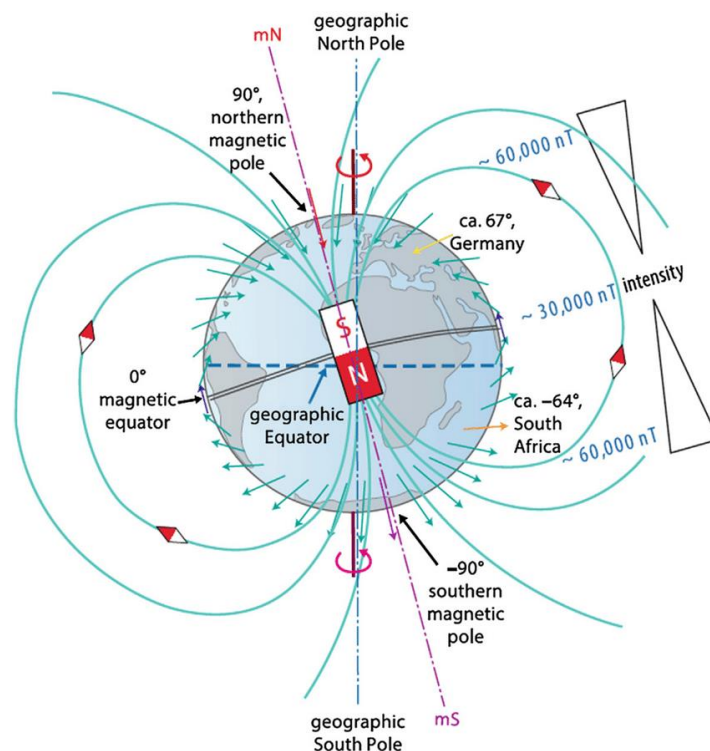 geographic
North Pole
mN
90°,
northern
magnetic
pole
~ 60,000 nT
ca. 67°,
Germany
intensity
~ 30,000 nT
S
N
0°
magnetic
equator
geographic
Equator
ca. –64°,
South
Africa
~ 60,000 nT
–90°
southern
magnetic
pole
geographic
South Pole
mS